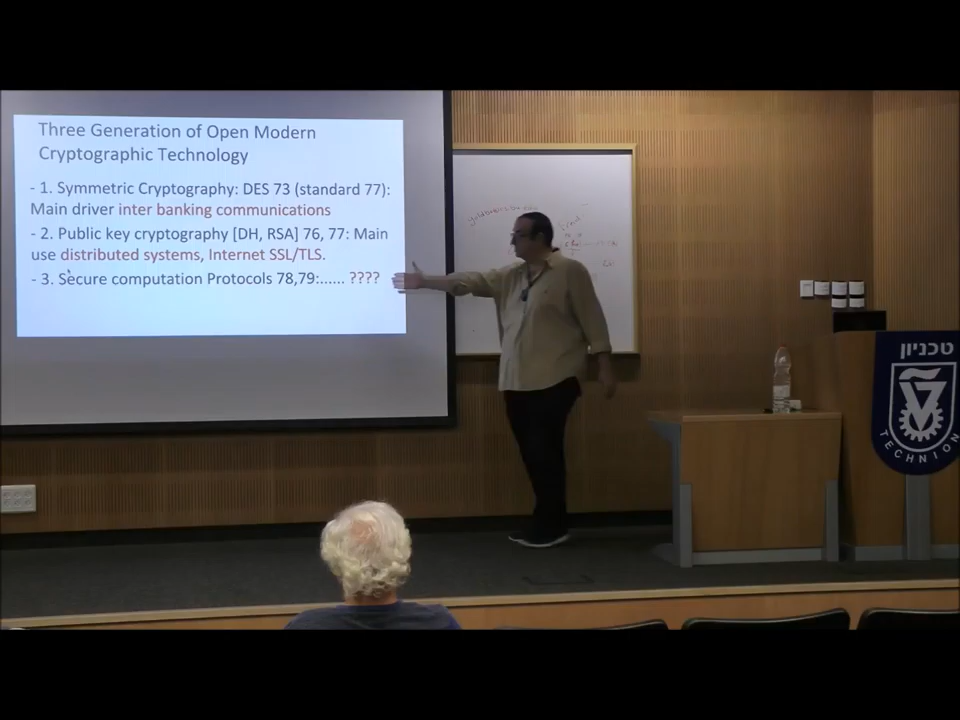 Three Generation of Open Modern
Cryptographic Technology
- 1. Symmetric Cryptography: DES 73 (standard 77):
Main driver inter banking communications
- 2. Public key cryptography [DH, RSA] 76, 77: Main
use distributed systems, Internet SSL/TLS.
- 3. Secure computation Protocols 78,79:...... ????
טכניון
TECHNION